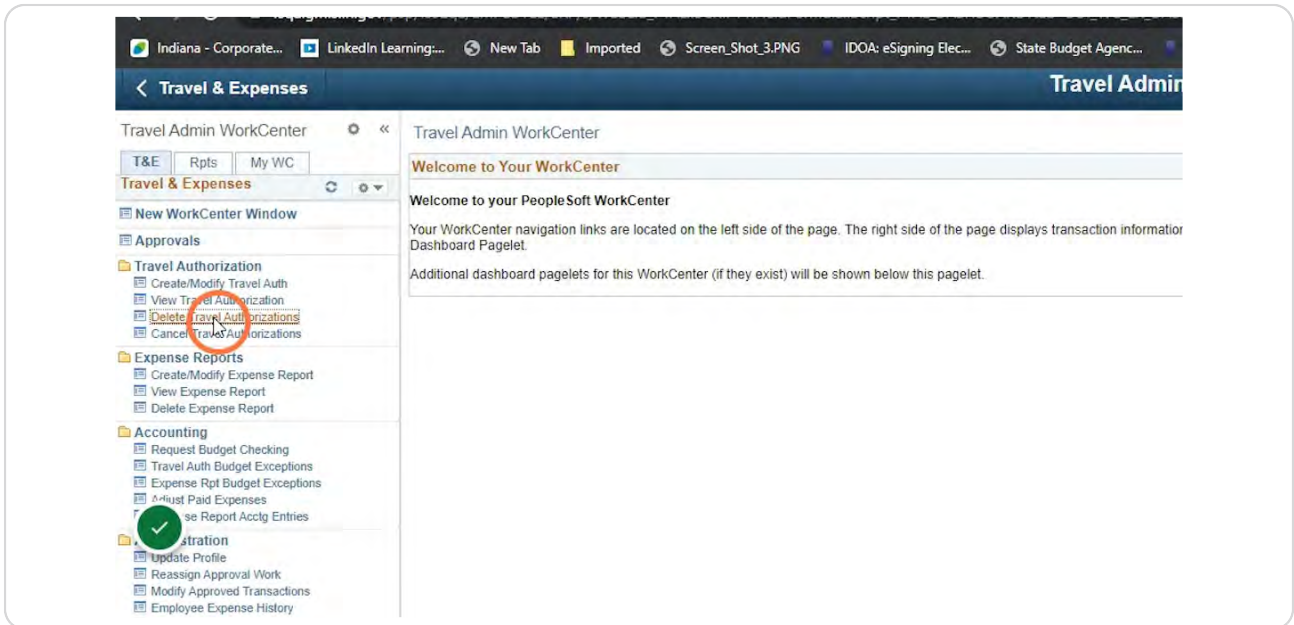 Indiana - Corporate... LinkedIn Learning:... New Tab Imported Screen_Shot_3.PNG IDOA: eSigning Elec... State Budget Agenc...
Travel & Expenses
Travel Admin
Travel Admin WorkCenter
T&E Rpts My WC
Travel & Expenses
New WorkCenter Window
Approvals
Travel Authorization
Create/Modify Travel Auth
View Travel Authorization
Delete Travel Authorizations
Cancel Travel Authorizations
Expense Reports
Create/Modify Expense Report
View Expense Report
Delete Expense Report
Accounting
Request Budget Checking
Travel Auth Budget Exceptions
Expense Rpt Budget Exceptions
Adjust Paid Expenses
se Report Acctg Entries
stration
Update Profile
Reassign Approval Work
Modify Approved Transactions
Employee Expense History
Travel Admin WorkCenter
Welcome to Your WorkCenter
Welcome to your PeopleSoft WorkCenter
Your WorkCenter navigation links are located on the left side of the page. The right side of the page displays transaction information
Dashboard Pagelet.
Additional dashboard pagelets for this WorkCenter (if they exist) will be shown below this pagelet.